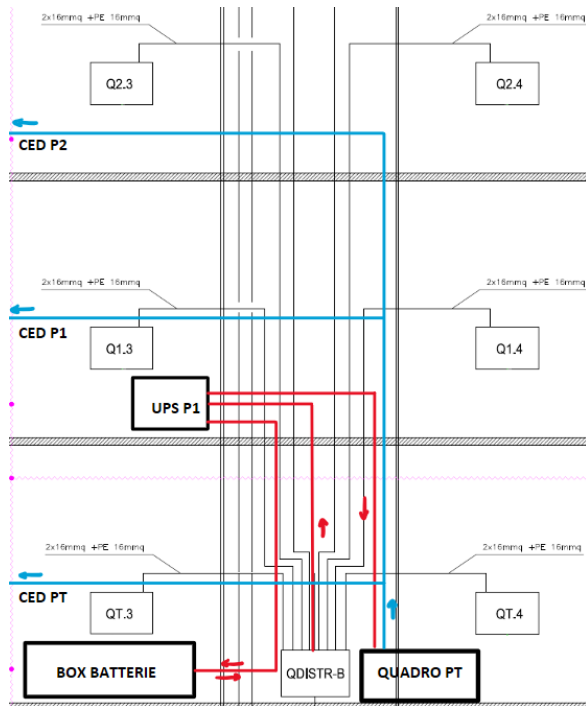 2x16mmq +PE 16mmq
2x16mmq +PE 16mmq
Q2.3
Q2.4
CED P2
2x16mmq +PE 16mmq
2x16mmq +PE 16mmq
CED P1
Q1.3
Q1.4
UPS P1
2x16mmq +PE 16mmq
2x16mmq +PE 16mmq
CED PT
QT.3
QT.4
BOX BATTERIE
QDISTR-B
QUADRO PT